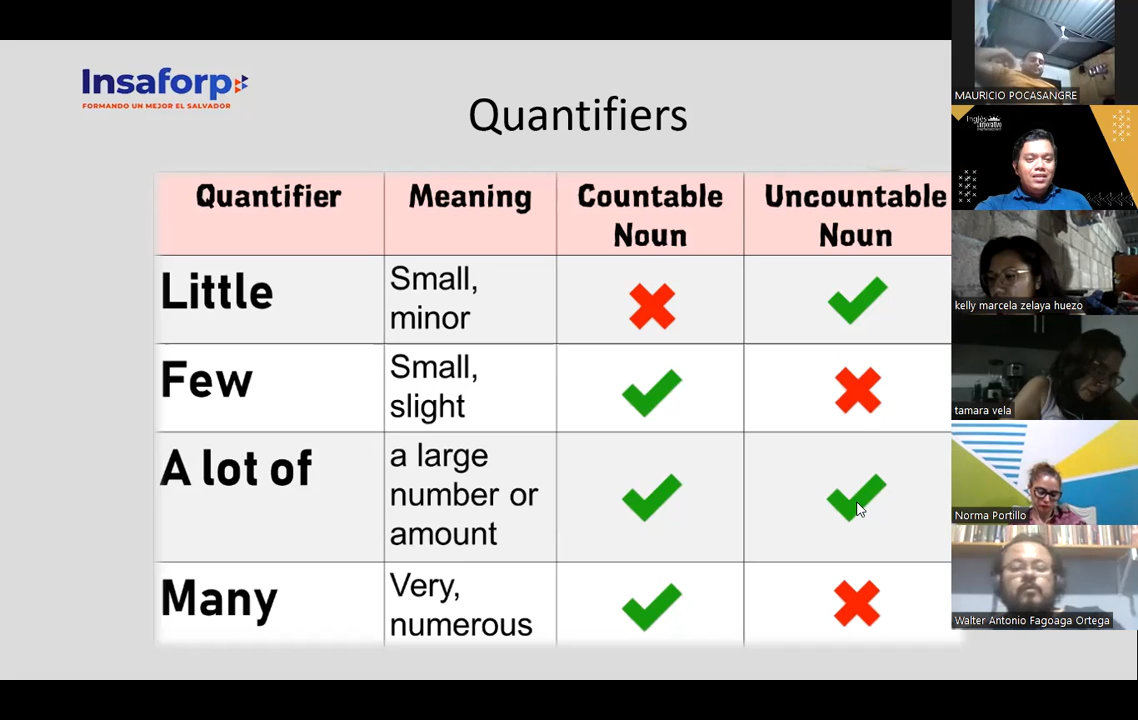 Insaforp
FORMANDO UN MEJOR EL SALVADOR
Quantifiers
Quantifier Meaning Countable Noun Uncountable Noun
Little Small, minor
Few Small, slight
A lot of a large number or amount
Many Very, numerous
MAURICIO POCASANGRE
Inglés
kelly marcela zelaya huezo
tamara vela
Norma Portillo
Walter Antonio Fagoaga Ortega